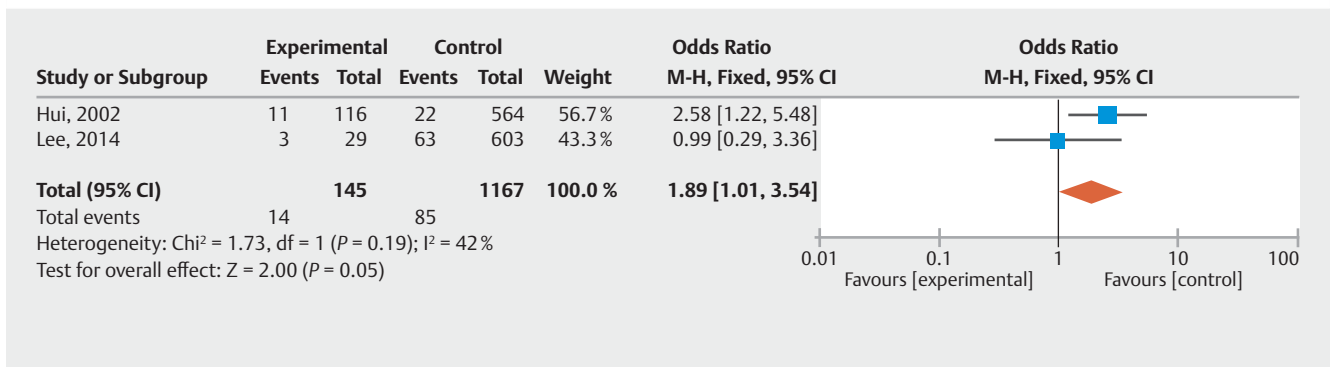 Experimental Control Odds Ratio Odds Ratio
Study or Subgroup Events Total Events Total Weight M-H, Fixed, 95% CI M-H, Fixed, 95% CI
Hui, 2002 11 116 22 564 56.7% 2.58 [1.22, 5.48]
Lee, 2014 3 29 63 603 43.3% 0.99 [0.29, 3.36]
Total (95% CI) 145 1167 100.0 % 1.89 [1.01, 3.54]
Total events 14 85
Heterogeneity: Chi² = 1.73, df = 1 (P = 0.19); I² = 42%
Test for overall effect: Z = 2.00 (P = 0.05)
0.01 0.1 1 10 100
Favours [experimental] Favours [control]